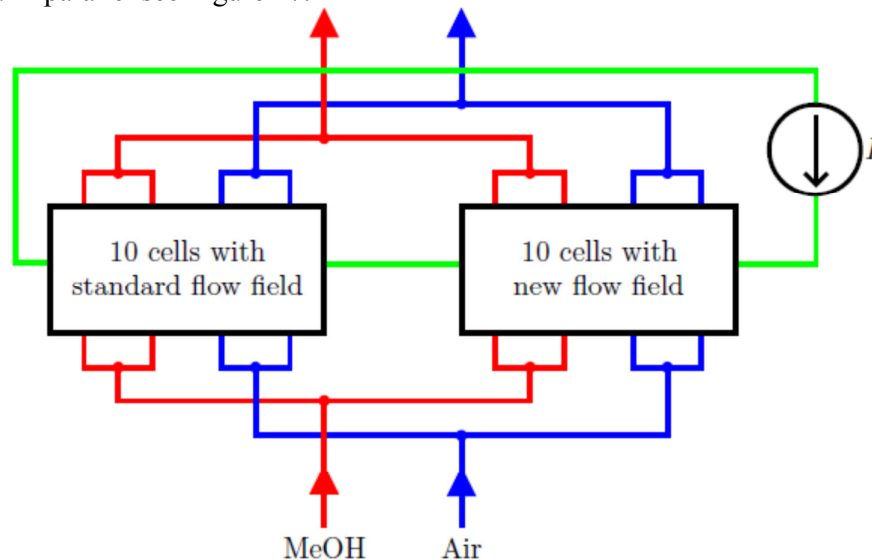 10 cells with
standard flow field
10 cells with
new flow field
MeOH
Air